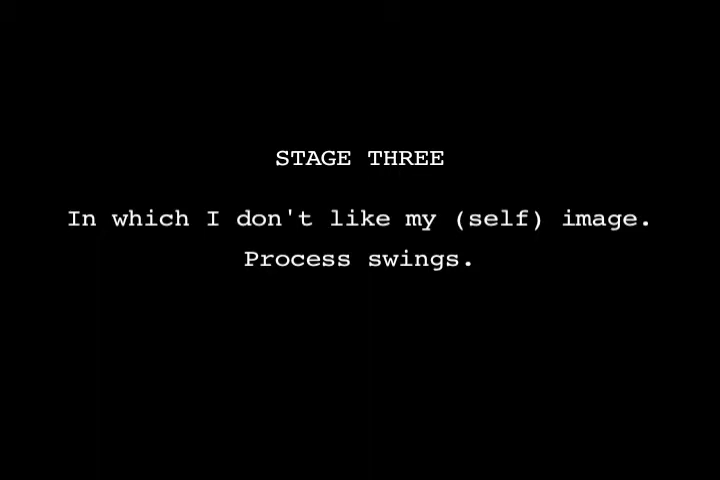 STAGE THREE
In which I don't like my (self) image.
Process swings.